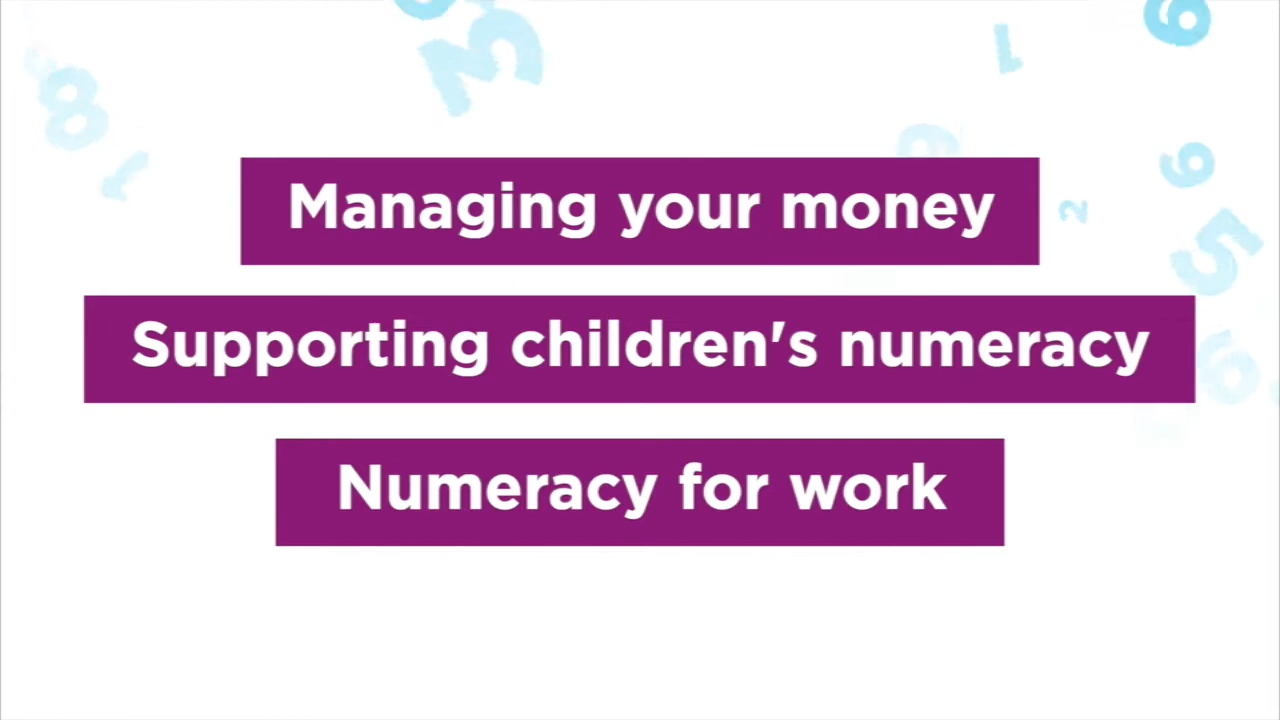 Managing your money
Supporting children's numeracy
Numeracy for work